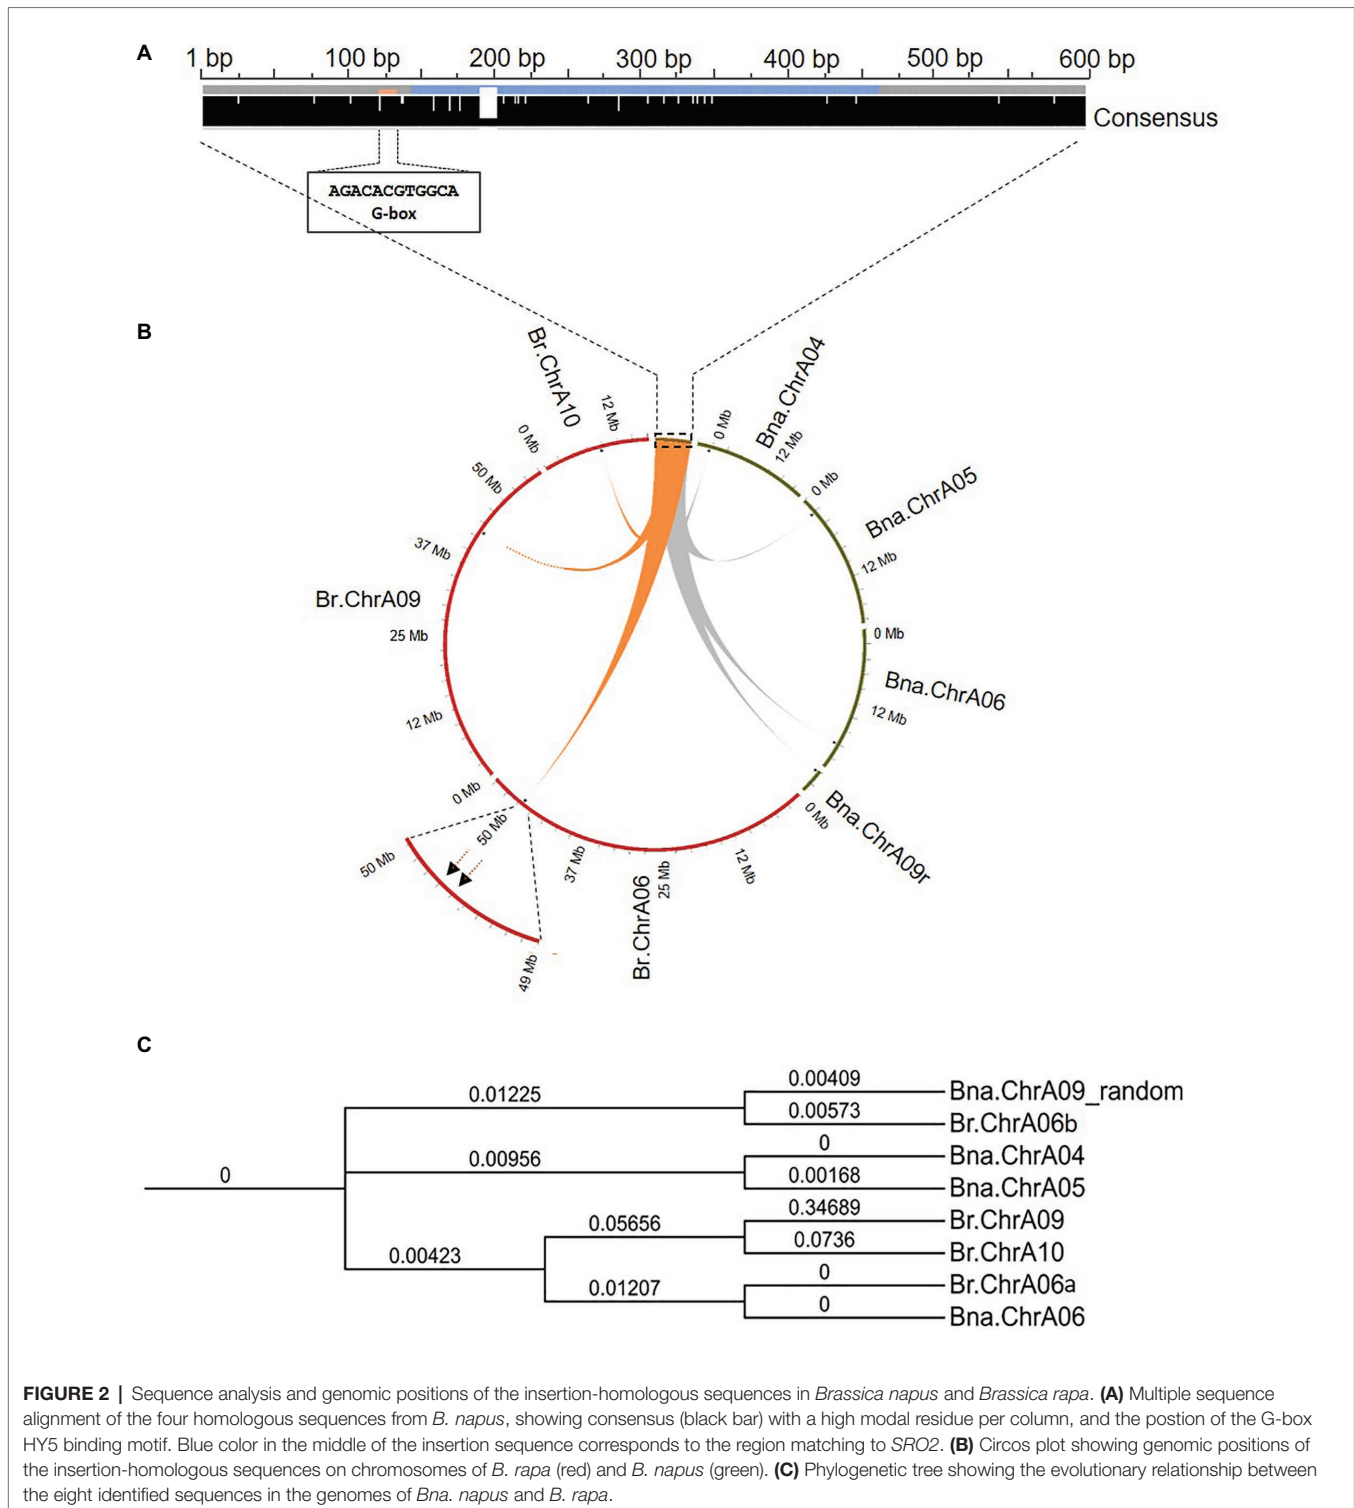 A
1 bp 100 bp 200 bp 300 bp 400 bp 500 bp 600 bp
Consensus
AGACACGTGGCA
G-box
B
Br.ChrA10
0 Mb
12 Mb
Bna.ChrA04
0 Mb
12 Mb
Bna.ChrA05
0 Mb
12 Mb
Bna.ChrA06
0 Mb
12 Mb
Bna.ChrA09r
0 Mb
Br.ChrA06
12 Mb
25 Mb
37 Mb
50 Mb
50 Mb
49 Mb
Br.ChrA09
0 Mb
12 Mb
25 Mb
37 Mb
50 Mb
C
0
0.01225
0.00409
Bna.ChrA09_random
0.00573
Br.ChrA06b
0.00956
0
Bna.ChrA04
0.00168
Bna.ChrA05
0.00423
0.05656
0.34689
Br.ChrA09
0.0736
Br.ChrA10
0.01207
0
Br.ChrA06a
0
Bna.ChrA06
FIGURE 2 | Sequence analysis and genomic positions of the insertion-homologous sequences in Brassica napus and Brassica rapa. (A) Multiple sequence
alignment of the four homologous sequences from B. napus, showing consensus (black bar) with a high modal residue per column, and the postion of the G-box
HY5 binding motif. Blue color in the middle of the insertion sequence corresponds to the region matching to SRO2. (B) Circos plot showing genomic positions of
the insertion-homologous sequences on chromosomes of B. rapa (red) and B. napus (green). (C) Phylogenetic tree showing the evolutionary relationship between
the eight identified sequences in the genomes of Bna. napus and B. rapa.